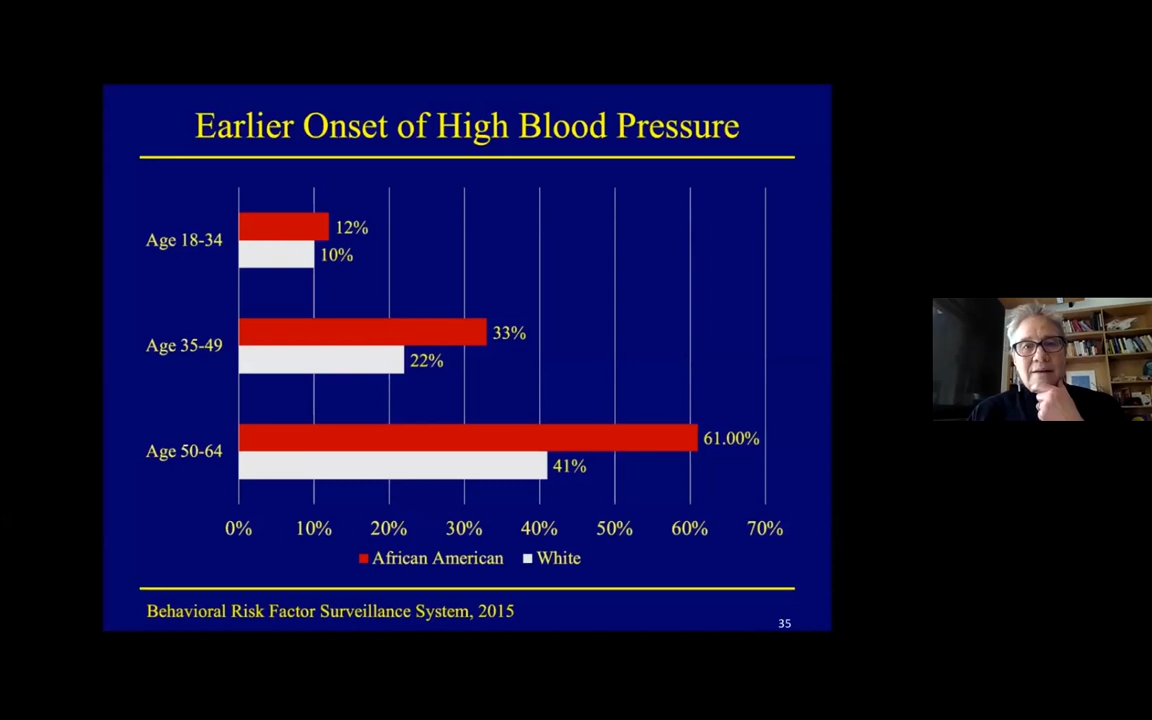 Earlier Onset of High Blood Pressure
Age 18-34
12%
10%
Age 35-49
33%
22%
Age 50-64
61.00%
41%
0% 10% 20% 30% 40% 50% 60% 70%
African American White
Behavioral Risk Factor Surveillance System, 2015
35